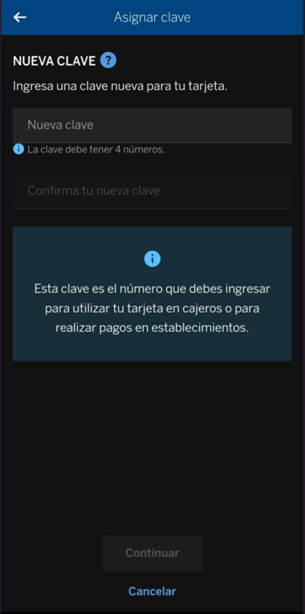 Asignar clave
NUEVA CLAVE ?
Ingresa una clave nueva para tu tarjeta.
Nueva clave
La clave debe tener 4 números.
Confirma tu nueva clave
Esta clave es el número que debes ingresar
para utilizar tu tarjeta en cajeros o para
realizar pagos en establecimientos.
Continuar
Cancelar